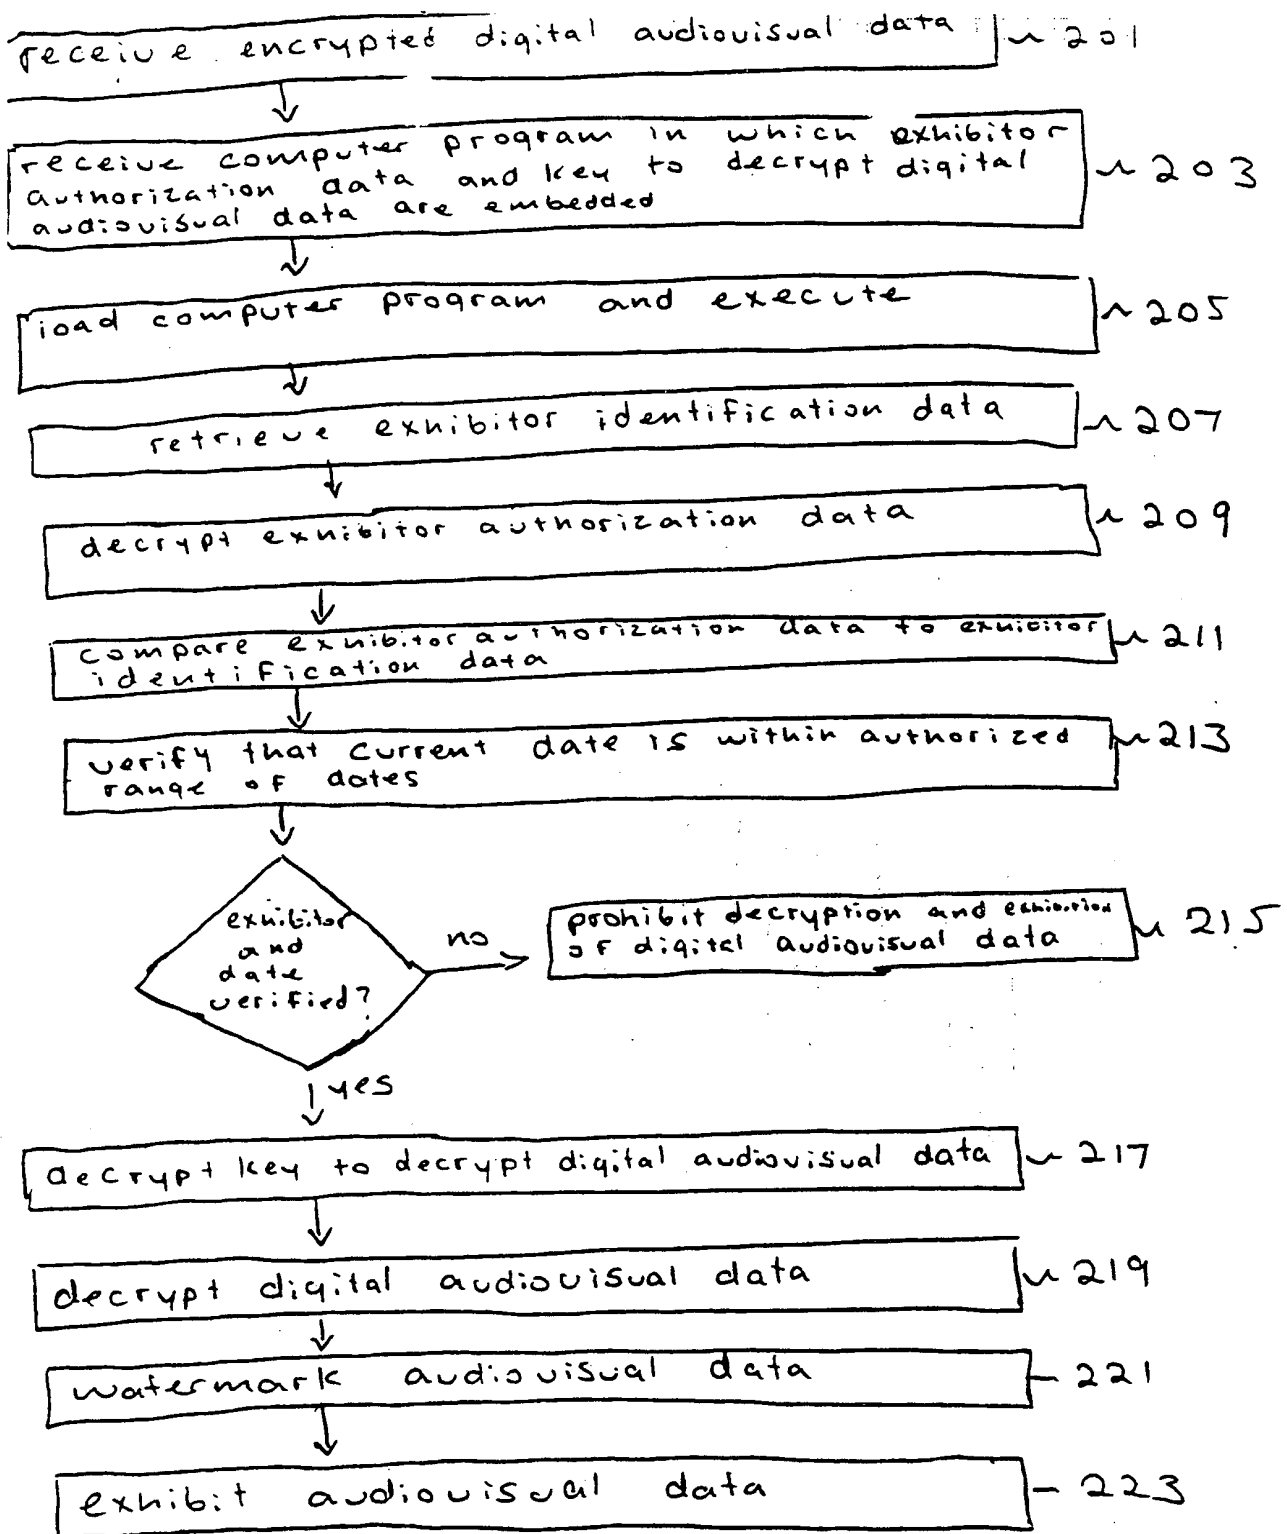 receive encrypted digital audiovisual data 201
receive computer program in which exhibitor
authorization data and key to decrypt digital 203
audiovisual data are embedded
load computer program and execute 205
retrieve exhibitor identification data 207
decrypt exhibitor authorization data 209
compare exhibitor authorization data to exhibitor 211
identification data
verify that current date is within authorized 213
range of dates
exhibitor
and
date
verified?
no
prohibit decryption and exhibition 215
of digital audiovisual data
yes
decrypt key to decrypt digital audiovisual data 217
decrypt digital audiovisual data 219
watermark audiovisual data 221
exhibit audiovisual data 223